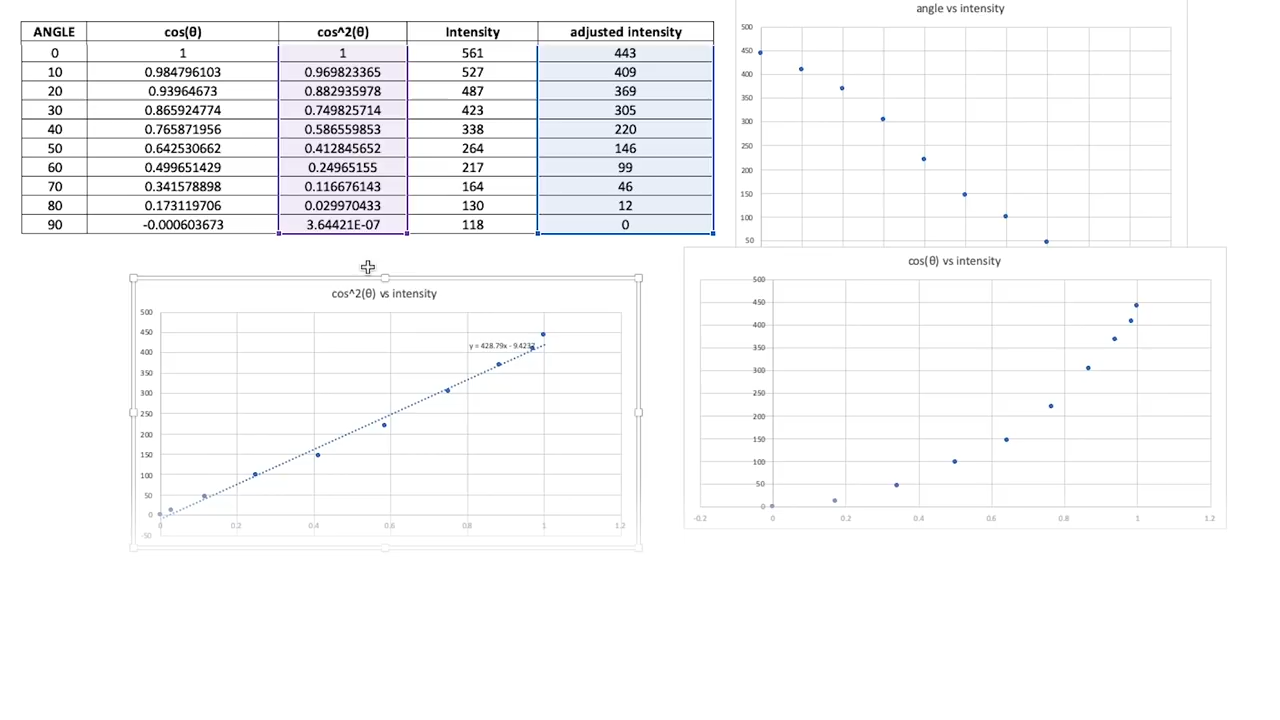 ANGLE cos(θ) cos^2(θ) Intensity adjusted intensity
0 1 1 561 443
10 0.984796103 0.969823365 527 409
20 0.93964673 0.882935978 487 369
30 0.865924774 0.749825714 423 305
40 0.765871956 0.586559853 338 220
50 0.642530662 0.412845652 264 146
60 0.499651429 0.24965155 217 99
70 0.341578898 0.116676143 164 46
80 0.173119706 0.029970433 130 12
90 -0.000603673 3.64421E-07 118 0
angle vs intensity
500
450
400
350
300
250
200
150
100
50
cos^2(θ) vs intensity
500
450
400
350
300
250
200
150
100
50
0
-50
y = 428.79x - 9.4237
0 0.2 0.4 0.6 0.8 1 1.2
cos(θ) vs intensity
500
450
400
350
300
250
200
150
100
50
0
-0.2 0 0.2 0.4 0.6 0.8 1 1.2